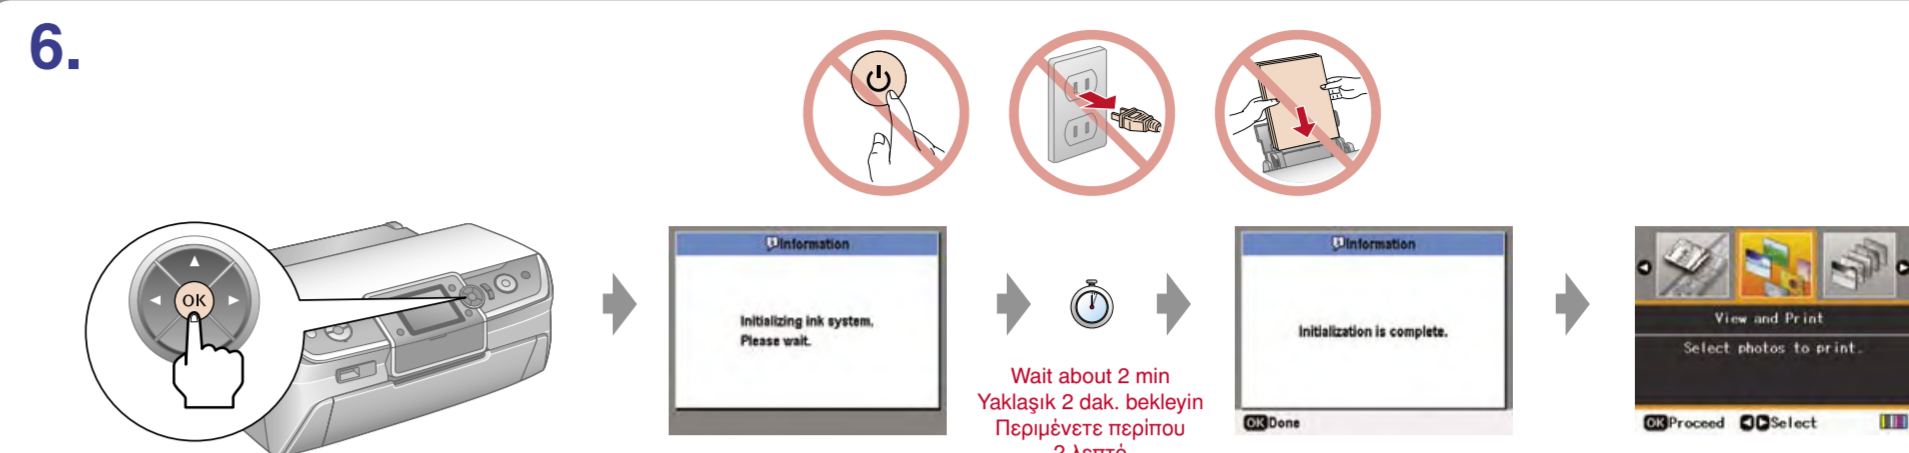 6.
OK
Information
Initializing ink system.
Please wait.
Wait about 2 min
Yaklaşık 2 dak. bekleyin
Περιμένετε περίπου
Information
Initialization is complete.
OK Done
View and Print
Select photos to print.
OK Proceed Select